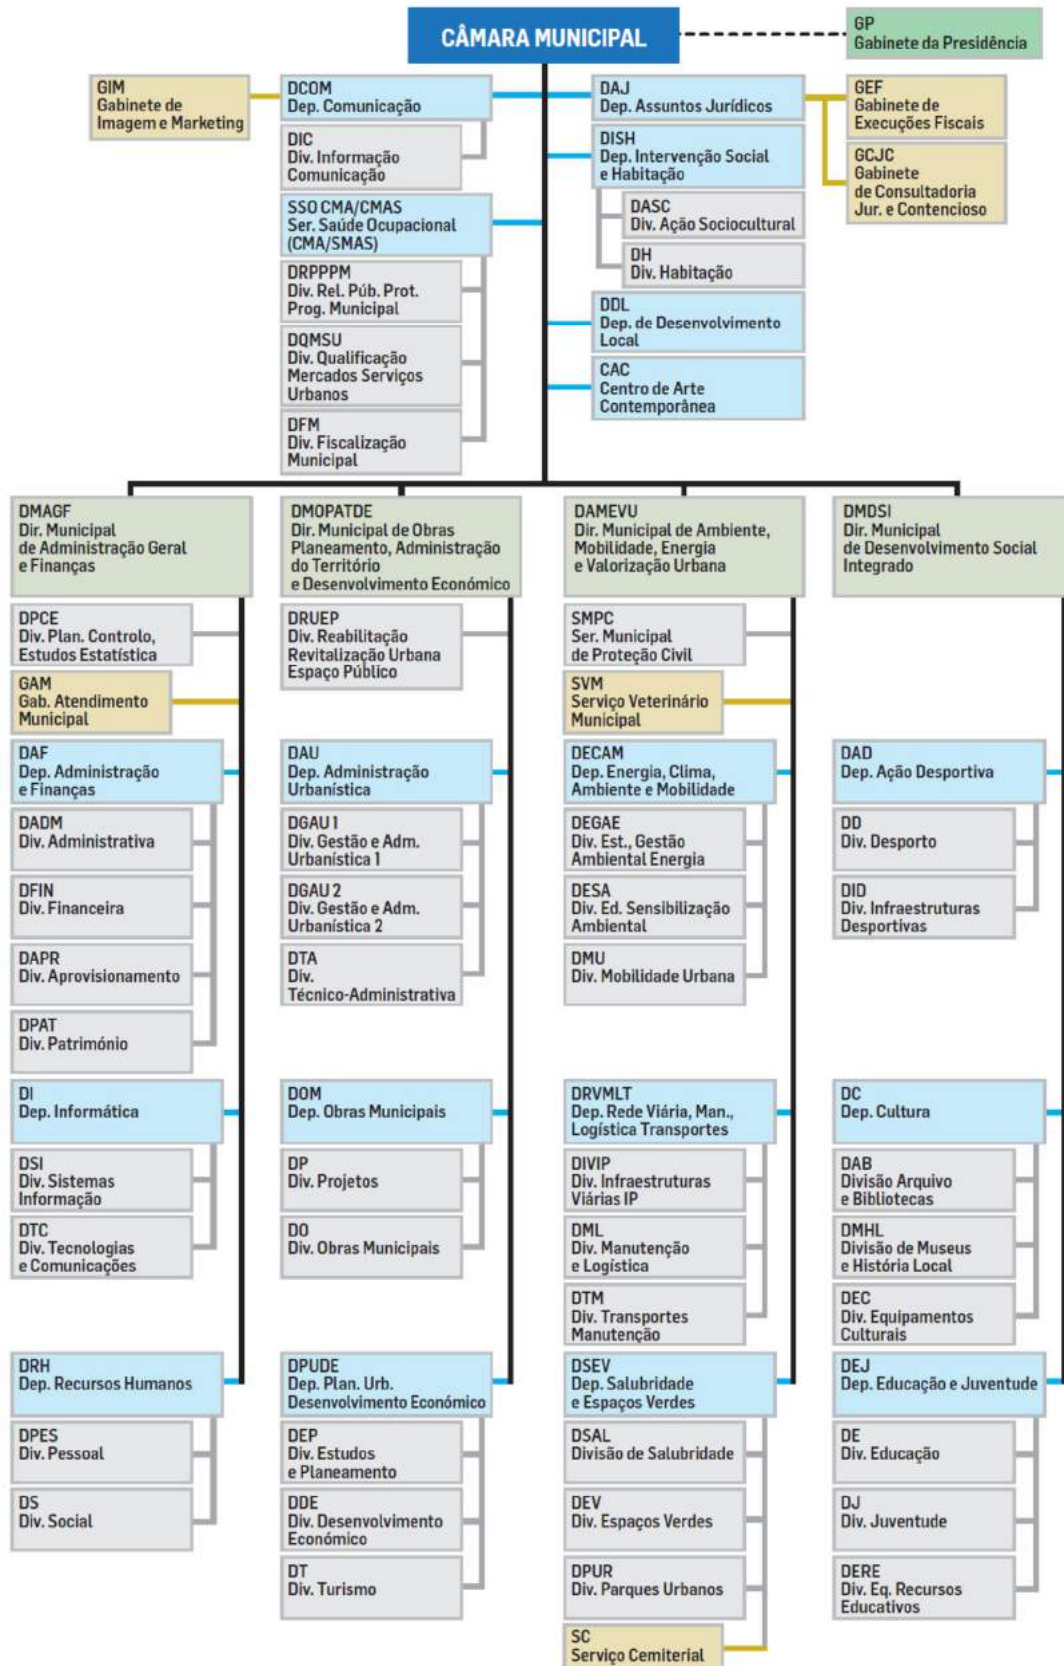 CÂMARA MUNICIPAL
GP
Gabinete da Presidência
GIM
Gabinete de
Imagem e Marketing
DCOM
Dep. Comunicação
DIC
Div. Informação
Comunicação
SSO CMA/CMAS
Ser. Saúde Ocupacional
(CMA/SMAS)
DRPPPM
Div. Rel. Púb. Prot.
Prog. Municipal
DQMSU
Div. Qualificação
Mercados Serviços
Urbanos
DFM
Div. Fiscalização
Municipal
DAJ
Dep. Assuntos Jurídicos
GEF
Gabinete de
Execuções Fiscais
GCJC
Gabinete
de Consultadoria
Jur. e Contencioso
DISH
Dep. Intervenção Social
e Habitação
DASC
Div. Ação Sociocultural
DH
Div. Habitação
DDL
Dep. de Desenvolvimento
Local
CAC
Centro de Arte
Contemporânea
DMAGF
Dir. Municipal
de Administração Geral
e Finanças
DPCE
Div. Plan. Controlo,
Estudos Estatística
GAM
Gab. Atendimento
Municipal
DAF
Dep. Administração
e Finanças
DADM
Div. Administrativa
DFIN
Div. Financeira
DAPR
Div. Aprovisionamento
DPAT
Div. Património
DI
Dep. Informática
DSI
Div. Sistemas
Informação
DTC
Div. Tecnologias
e Comunicações
DRH
Dep. Recursos Humanos
DPES
Div. Pessoal
DS
Div. Social
DMOPATDE
Dir. Municipal de Obras
Planeamento, Administração
do Território
e Desenvolvimento Económico
DRUEP
Div. Reabilitação
Revitalização Urbana
Espaço Público
DAU
Dep. Administração
Urbanística
DGAU 1
Div. Gestão e Adm.
Urbanística 1
DGAU 2
Div. Gestão e Adm.
Urbanística 2
DTA
Div.
Técnico-Administrativa
DOM
Dep. Obras Municipais
DP
Div. Projetos
DO
Div. Obras Municipais
DPUDE
Dep. Plan. Urb.
Desenvolvimento Económico
DEP
Div. Estudos
e Planeamento
DDE
Div. Desenvolvimento
Económico
DT
Div. Turismo
DAMEVU
Dir. Municipal de Ambiente,
Mobilidade, Energia
e Valorização Urbana
SMPC
Ser. Municipal
de Proteção Civil
SVM
Serviço Veterinário
Municipal
DECAM
Dep. Energia, Clima,
Ambiente e Mobilidade
DEGAE
Div. Est., Gestão
Ambiental Energia
DESA
Div. Ed. Sensibilização
Ambiental
DMU
Div. Mobilidade Urbana
DRVMLT
Dep. Rede Viária, Man.,
Logística Transportes
DIVIP
Div. Infraestruturas
Viárias IP
DML
Div. Manutenção
e Logística
DTM
Div. Transportes
Manutenção
DSEV
Dep. Salubridade
e Espaços Verdes
DSAL
Divisão de Salubridade
DEV
Div. Espaços Verdes
DPUR
Div. Parques Urbanos
SC
Serviço Cemiterial
DMDSI
Dir. Municipal
de Desenvolvimento Social
Integrado
DAD
Dep. Ação Desportiva
DD
Div. Desporto
DID
Div. Infraestruturas
Desportivas
DC
Dep. Cultura
DAB
Divisão Arquivo
e Bibliotecas
DMHL
Divisão de Museus
e História Local
DEC
Div. Equipamentos
Culturais
DEJ
Dep. Educação e Juventude
DE
Div. Educação
DJ
Div. Juventude
DERE
Div. Eq. Recursos
Educativos